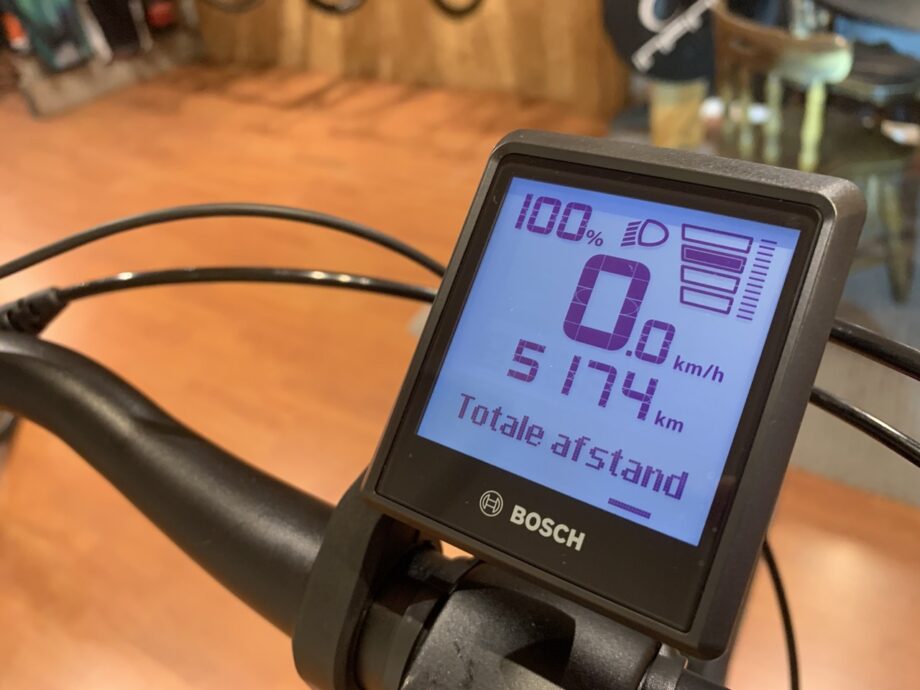 100%
0.0 km/h
5174 km
Totale afstand
BOSCH